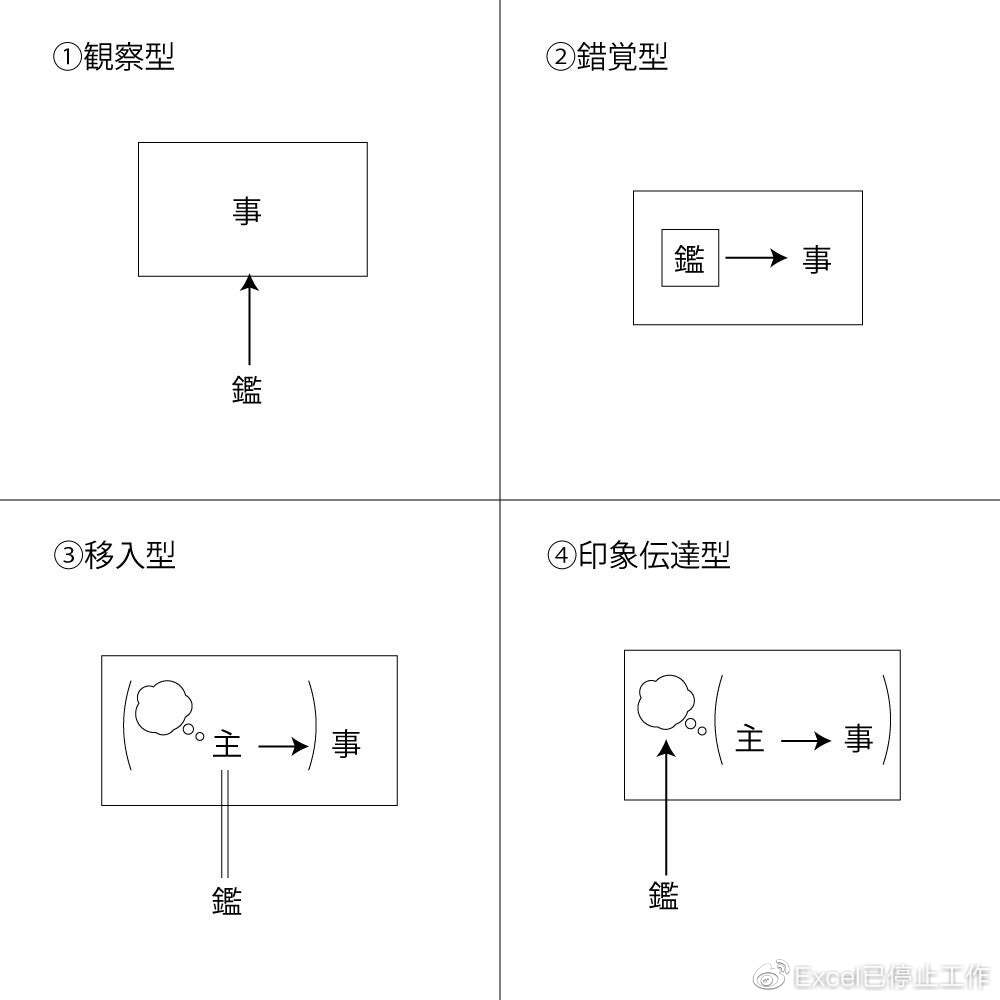 ①観察型
事
鑑
②錯覚型
鑑 事
③移入型
主 事
鑑
④印象伝達型
主 事
鑑
Excel已停止工作